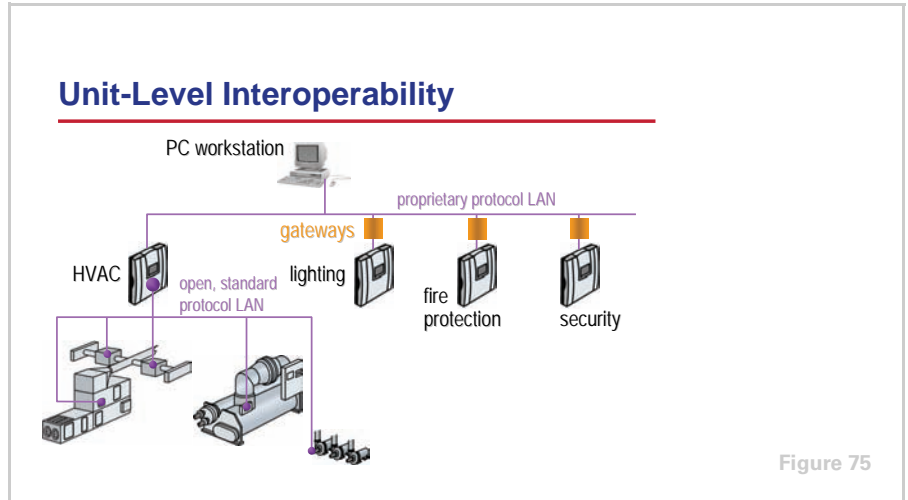 Unit-Level Interoperability
PC workstation
proprietary protocol LAN
gateways
HVAC
open, standard
protocol LAN
lighting
fire
protection
security
Figure 75